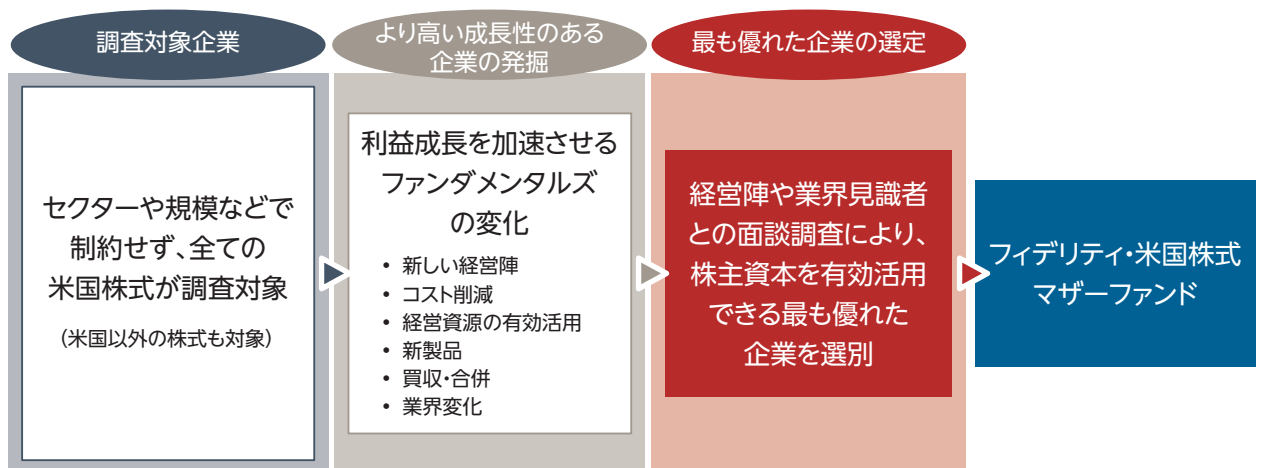 調査対象企業
セクターや規模などで
制約せず、全ての
米国株式が調査対象
(米国以外の株式も対象)
より高い成長性のある
企業の発掘
利益成長を加速させる
ファンダメンタルズ
の変化
• 新しい経営陣
• コスト削減
• 経営資源の有効活用
• 新製品
• 買収・合併
• 業界変化
最も優れた企業の選定
経営陣や業界見識者
との面談調査により、
株主資本を有効活用
できる最も優れた
企業を選別
フィデリティ・米国株式
マザーファンド